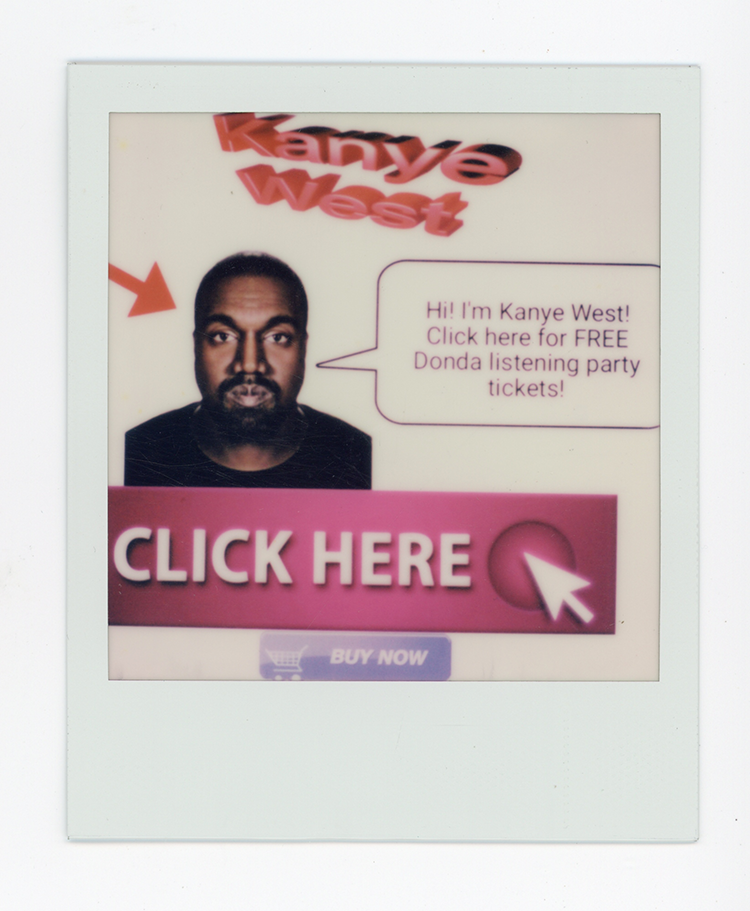 Kanye
West
Hi! I'm Kanye West!
Click here for FREE
Donda listening party
tickets!
CLICK HERE
BUY NOW